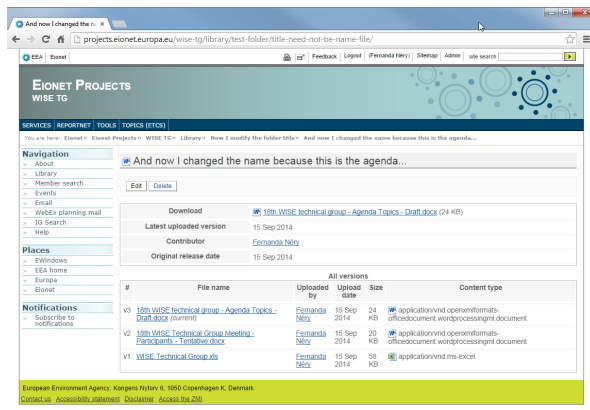 And now I changed the na
projects.eionet.europa.eu/wise-tg/library/test-folder/title-need-not-be-name-file/
EEA Eionet Feedback Logout (Fernanda Néry) Sitemap Admin site search
EIONET PROJECTS
WISE TG
SERVICES REPORTNET TOOLS TOPICS (ETCS)
You are here: Eionet» Eionet Projects» WISE TG» Library» Now I modify the folder title» And now I changed the name because this is the agenda...
Navigation
» About
» Library
» Member search
» Events
» Email
» WebEx planning mail
» IG Search
» Help
Places
» EWindows
» EEA home
» Europa
» Eionet
Notifications
» Subscribe to
notifications
And now I changed the name because this is the agenda...
Edit Delete
Download 18th WISE technical group - Agenda Topics - Draft.docx (24 KB)
Latest uploaded version 15 Sep 2014
Contributor Fernanda Néry
Original release date 15 Sep 2014
All versions
# File name Uploaded by Upload date Size Content type
v3 18th WISE technical group - Agenda Topics - Draft.docx (current) Fernanda Néry 15 Sep 2014 24 KB application/vnd.openxmlformats-officedocument.wordprocessingml.document
v2 18th WISE Technical Group Meeting - Participants - Tentative.docx Fernanda Néry 15 Sep 2014 20 KB application/vnd.openxmlformats-officedocument.wordprocessingml.document
v1 WISE Technical Group.xls Fernanda Néry 15 Sep 2014 58 KB application/vnd.ms-excel
European Environment Agency, Kongens Nytorv 6, 1050 Copenhagen K, Denmark
Contact us Accessibility statement Disclaimer Access the ZMI